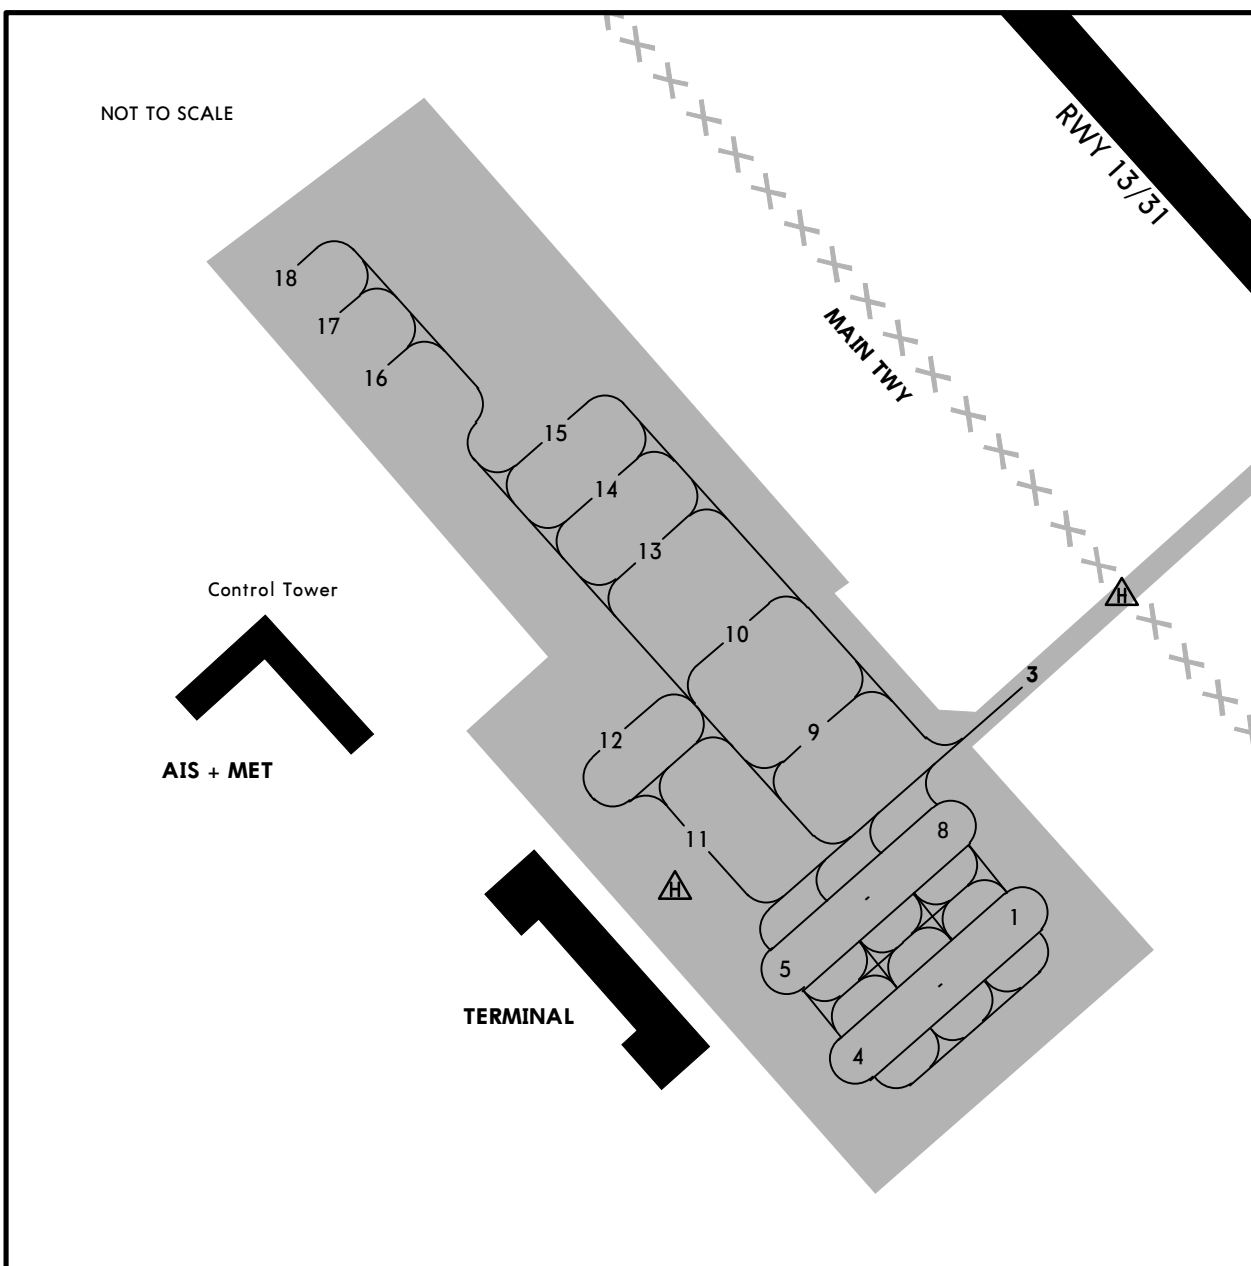 NOT TO SCALE
RWY 13/31
MAIN TWY
18
17
16
15
14
13
10
9
12
11
3
8
-
5
1
-
4
H
H
Control Tower
AIS + MET
TERMINAL